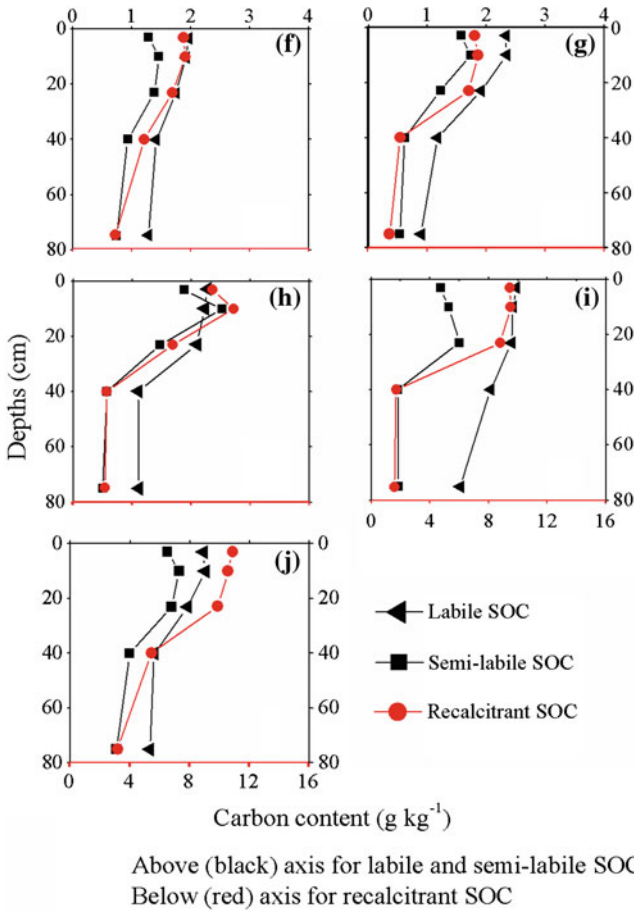 0 1 2 3 4 0 1 2 3 4
0 (f) 0 (g)
20 20
40 40
60 60
80 80
0 (h) 0 (i)
20 20
40 40
60 60
80 80
0 4 8 12 16
Depths (cm)
0 (j) 0
20 20
40 40
60 60
80 80
0 4 8 12 16
Labile SOC
Semi-labile SOC
Recalcitrant SOC
Carbon content (g kg⁻¹)
Above (black) axis for labile and semi-labile SOC
Below (red) axis for recalcitrant SOC